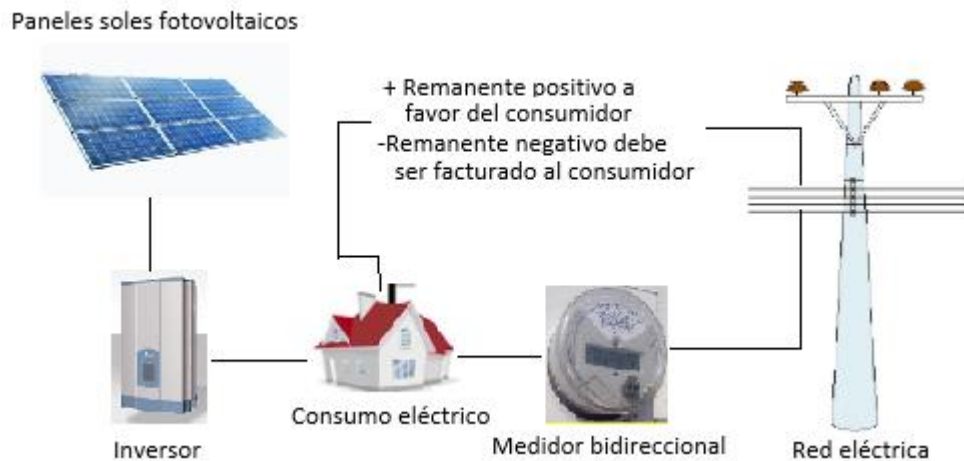 Paneles soles fotovoltaicos
+ Remanente positivo a
favor del consumidor
-Remanente negativo debe
ser facturado al consumidor
Consumo eléctrico
Inversor
Medidor bidireccional
Red eléctrica